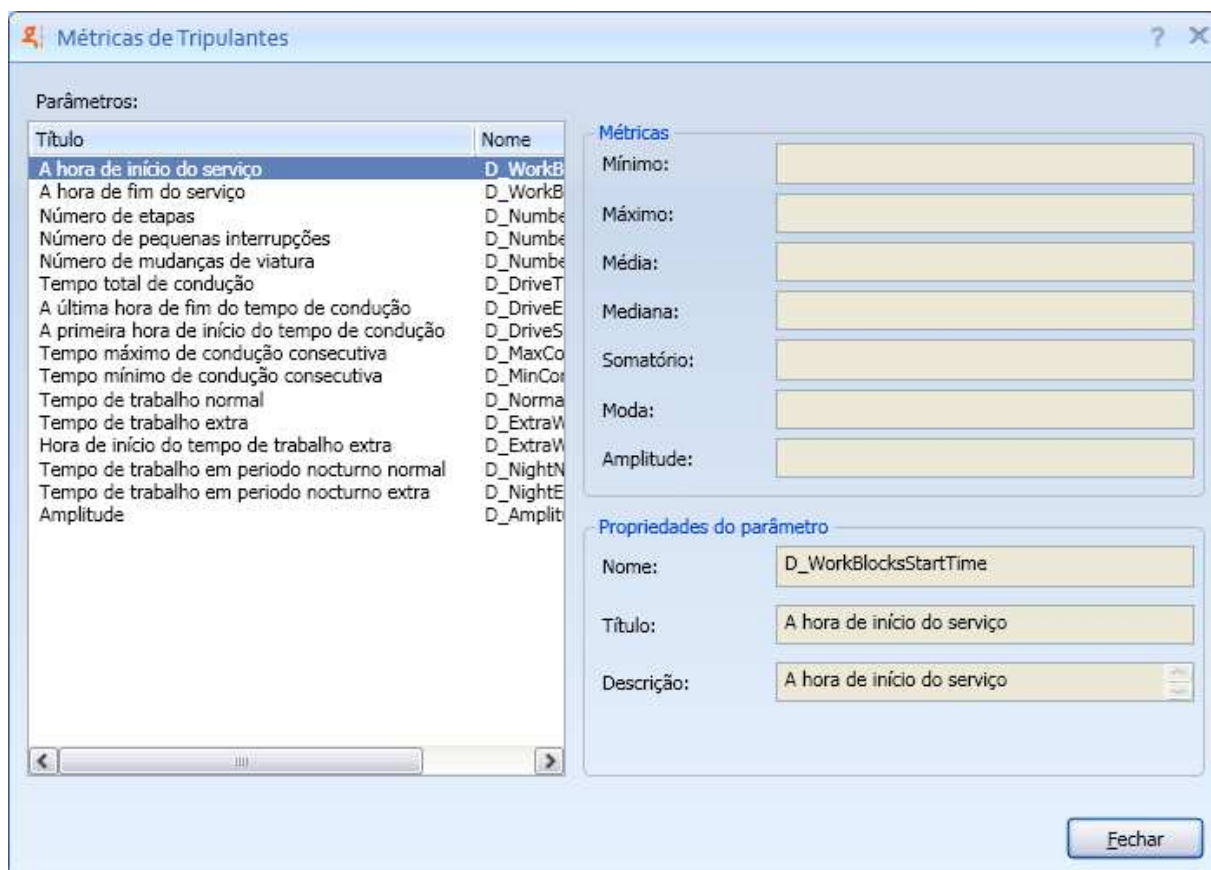 Métricas de Tripulantes
Parâmetros:
Título Nome
A hora de início do serviço D_WorkB
A hora de fim do serviço D_WorkB
Número de etapas D_Numbe
Número de pequenas interrupções D_Numbe
Número de mudanças de viatura D_Numbe
Tempo total de condução D_DriveT
A última hora de fim do tempo de condução D_DriveE
A primeira hora de início do tempo de condução D_DriveS
Tempo máximo de condução consecutiva D_MaxCo
Tempo mínimo de condução consecutiva D_MinCor
Tempo de trabalho normal D_Norma
Tempo de trabalho extra D_ExtraW
Hora de início do tempo de trabalho extra D_ExtraW
Tempo de trabalho em periodo nocturno normal D_NightN
Tempo de trabalho em periodo nocturno extra D_NightE
Amplitude D_Amplit
Métricas
Mínimo:
Máximo:
Média:
Mediana:
Somatório:
Moda:
Amplitude:
Propriedades do parâmetro
Nome: D_WorkBlocksStartTime
Título: A hora de início do serviço
Descrição: A hora de início do serviço
Fechar